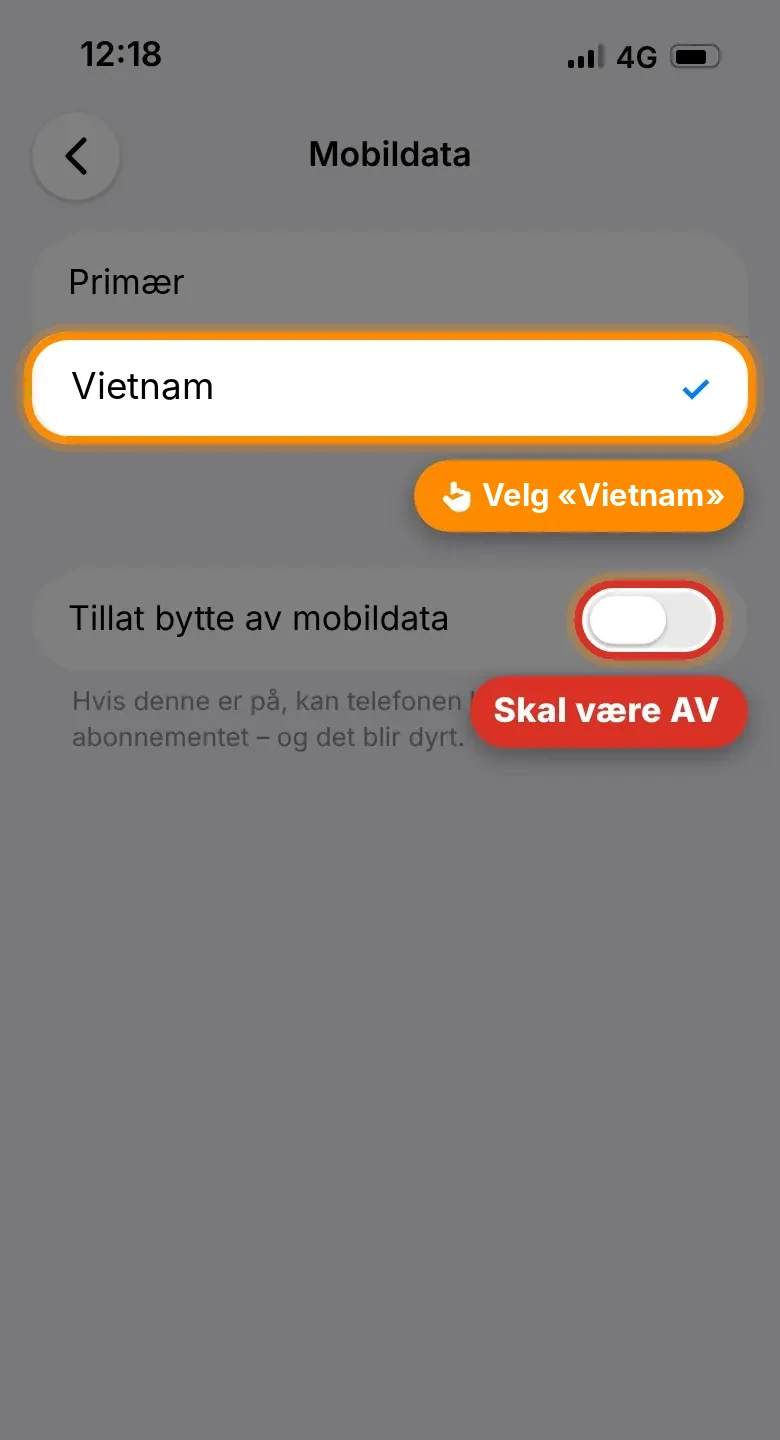 12:18
4G
Mobildata
Primær
Vietnam
Velg «Vietnam»
Tillat bytte av mobildata
Hvis denne er på, kan telefonen
Skal være AV
abonnementet – og det blir dyrt.